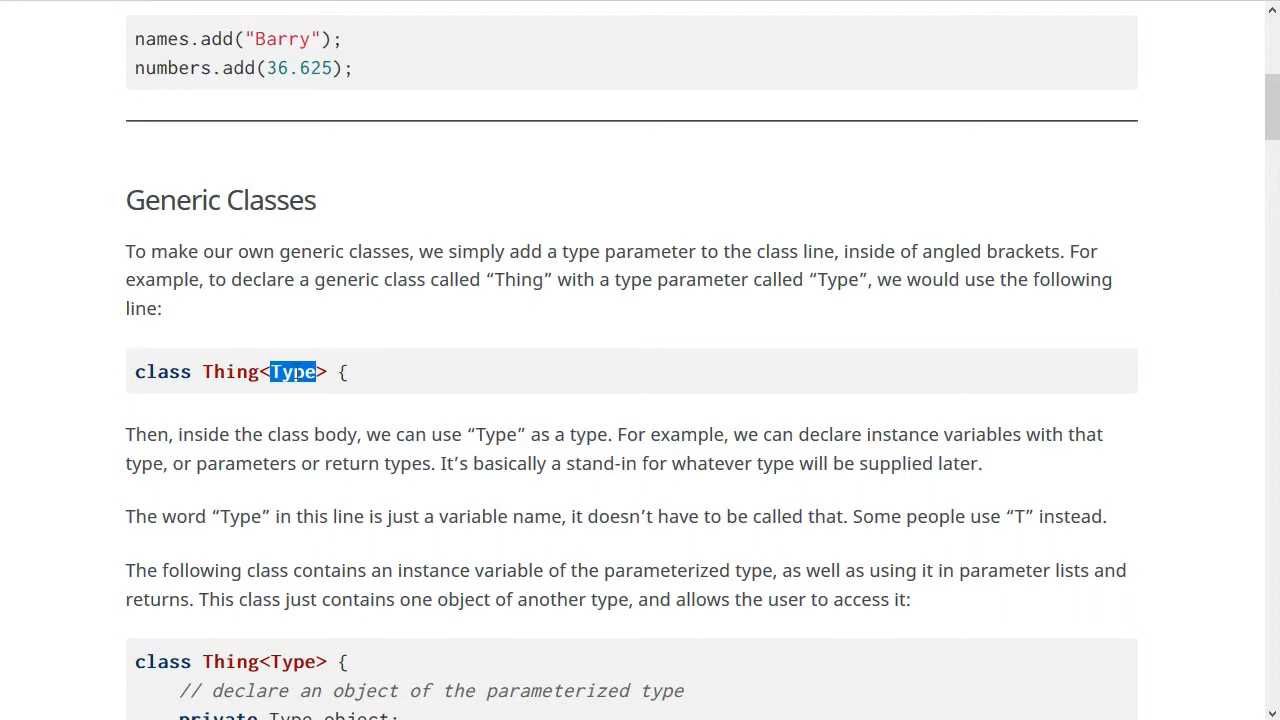 names.add("Barry");
numbers.add(36.625);
Generic Classes
To make our own generic classes, we simply add a type parameter to the class line, inside of angled brackets. For
example, to declare a generic class called “Thing” with a type parameter called “Type”, we would use the following
line:
class Thing<Type> {
Then, inside the class body, we can use “Type” as a type. For example, we can declare instance variables with that
type, or parameters or return types. It’s basically a stand-in for whatever type will be supplied later.
The word “Type” in this line is just a variable name, it doesn’t have to be called that. Some people use “T” instead.
The following class contains an instance variable of the parameterized type, as well as using it in parameter lists and
returns. This class just contains one object of another type, and allows the user to access it:
class Thing<Type> {
// declare an object of the parameterized type
private Type object;